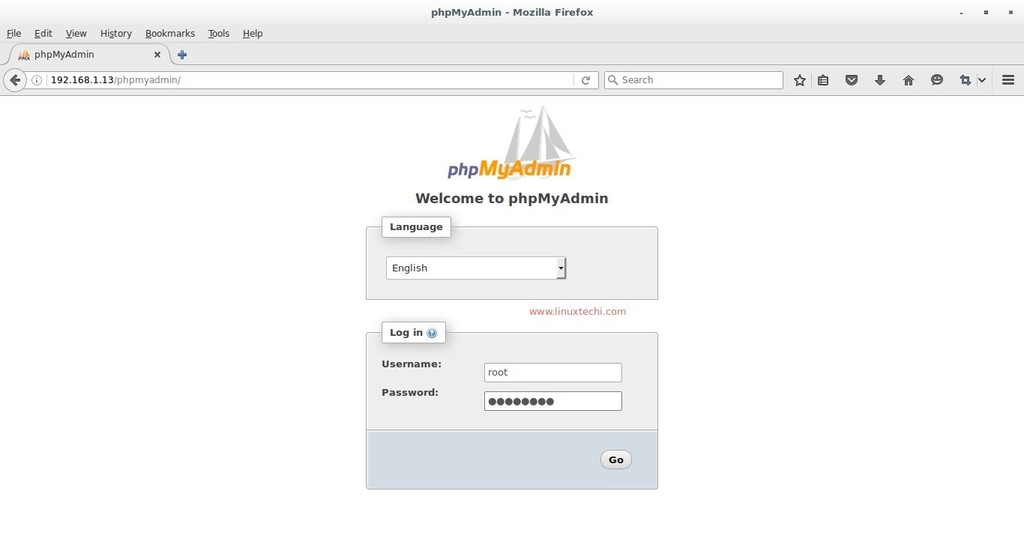 phpMyAdmin - Mozilla Firefox
File Edit View History Bookmarks Tools Help
phpMyAdmin
192.168.1.13/phpmyadmin/ Search
phpMyAdmin
Welcome to phpMyAdmin
Language
English
www.linuxtechi.com
Log in
Username: root
Password: ●●●●●●●●
Go